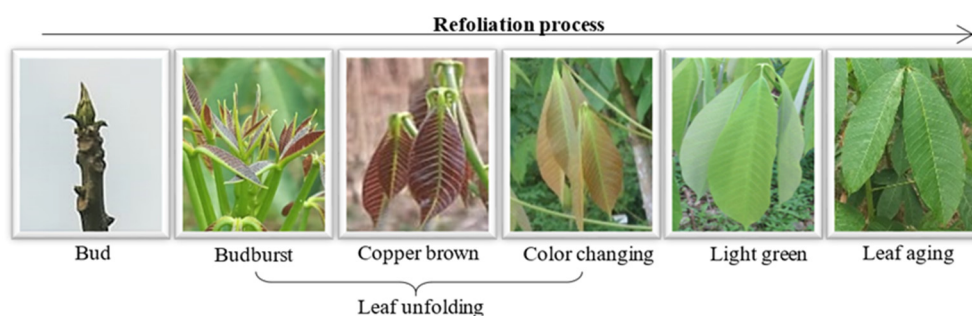 Refoliation process
Bud
Budburst
Copper brown
Color changing
Light green
Leaf aging
Leaf unfolding